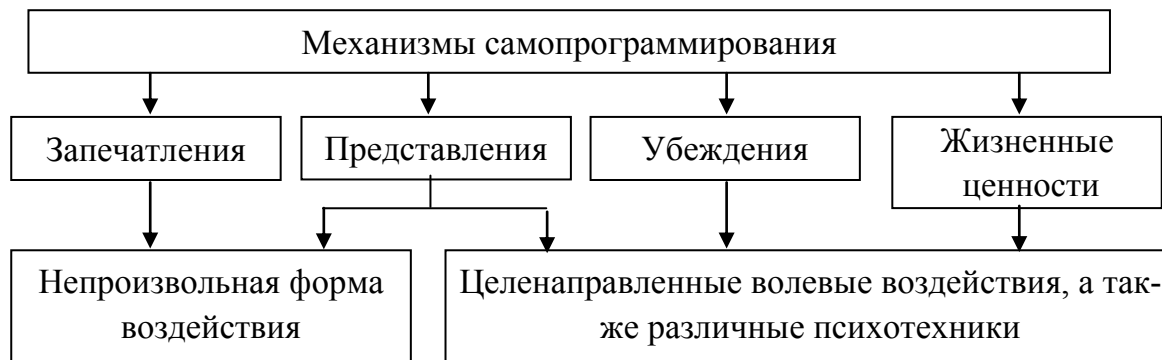 Механизмы самопрограммирования
Запечатления
Представления
Убеждения
Жизненные
ценности
Непроизвольная форма
воздействия
Целенаправленные волевые воздействия, а так-
же различные психотехники